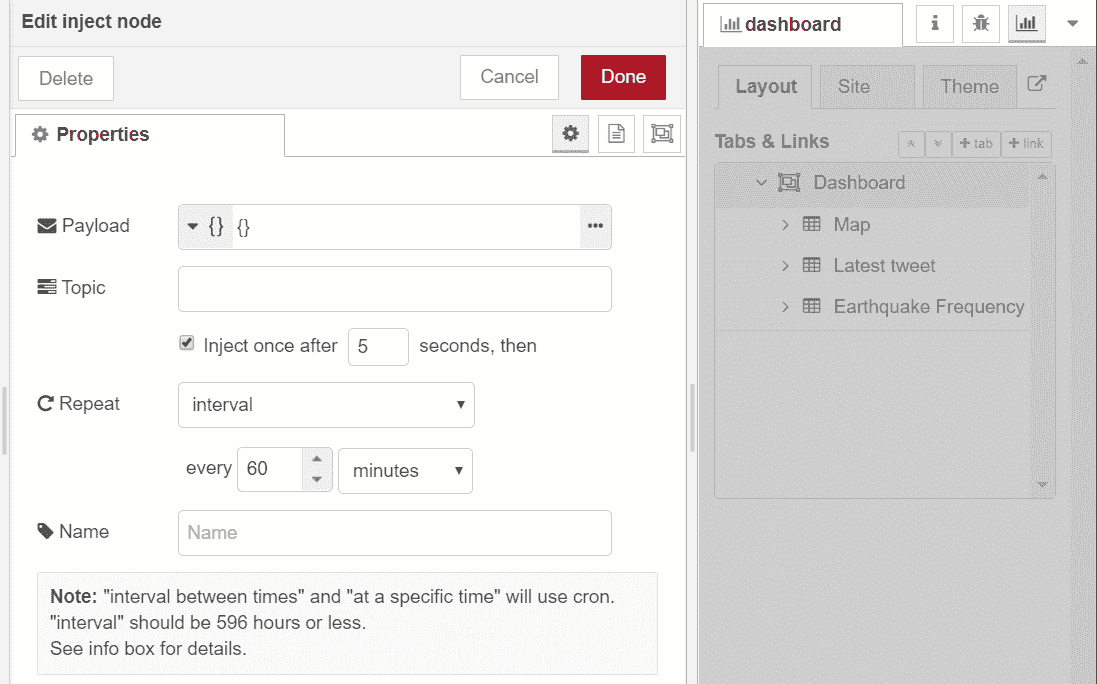 Edit inject node
Delete
Cancel
Done
Properties
Payload
{} {}
Topic
Inject once after 5 seconds, then
Repeat
interval
every 60 minutes
Name
Name
Note: "interval between times" and "at a specific time" will use cron.
"interval" should be 596 hours or less.
See info box for details.
dashboard
Layout
Site
Theme
Tabs & Links
+ tab
+ link
Dashboard
Map
Latest tweet
Earthquake Frequency